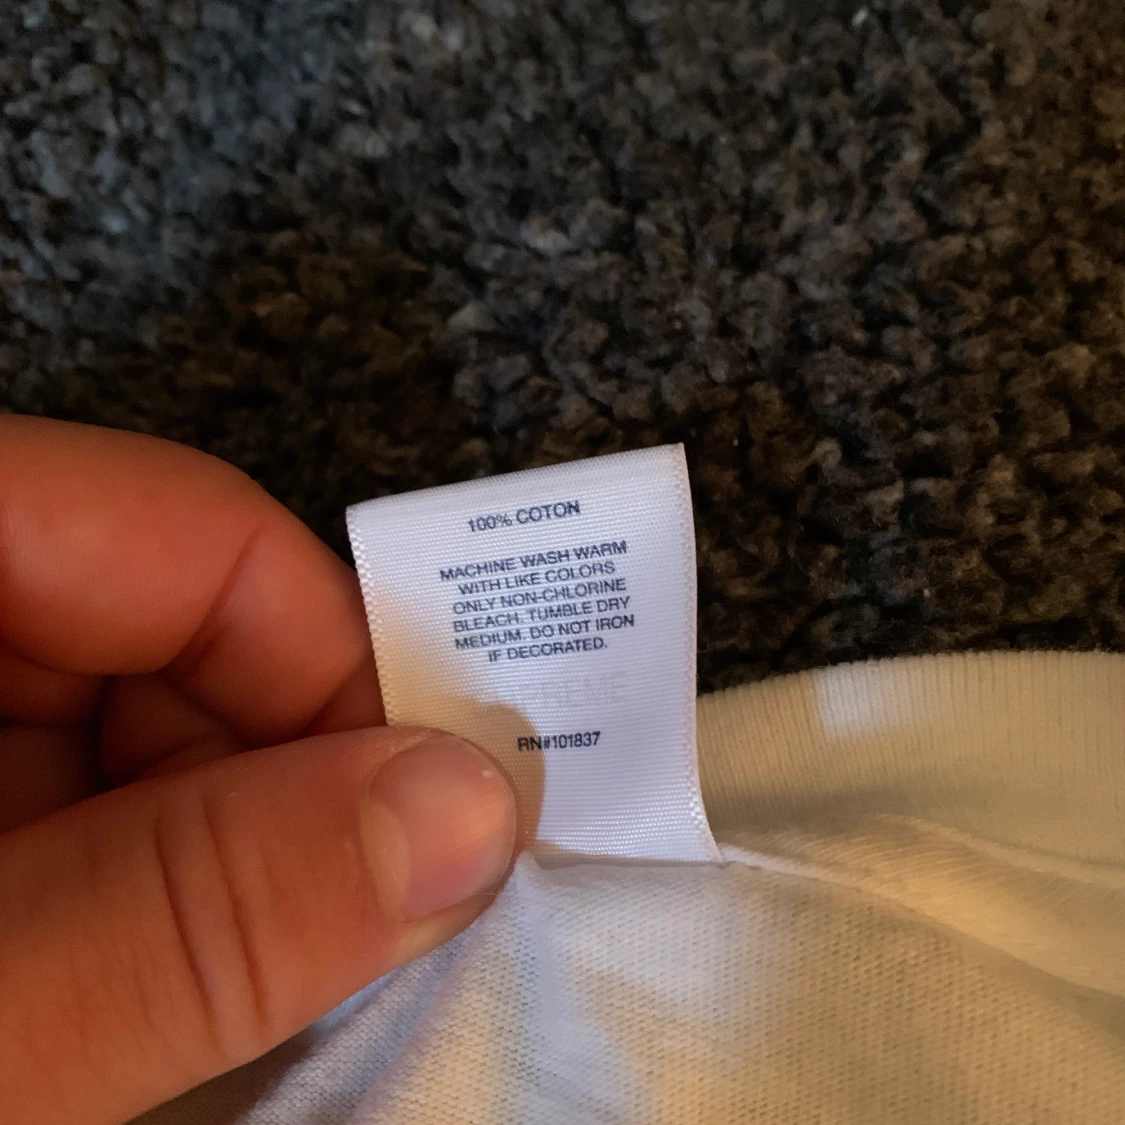 100% COTON
MACHINE WASH WARM
WITH LIKE COLORS
ONLY NON-CHLORINE
BLEACH. TUMBLE DRY
MEDIUM. DO NOT IRON
IF DECORATED.
RN#101837